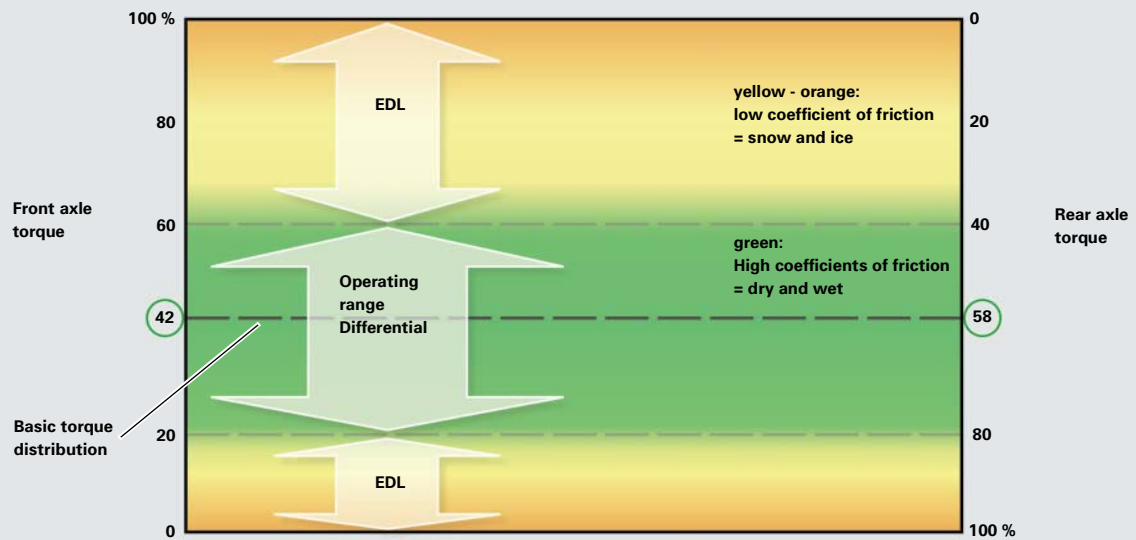 100 %
0
EDL
yellow - orange:
low coefficient of friction
= snow and ice
80
20
Front axle
torque
60
40
Rear axle
torque
green:
High coefficients of friction
= dry and wet
Operating
range
Differential
42
58
Basic torque
distribution
20
80
EDL
0
100 %